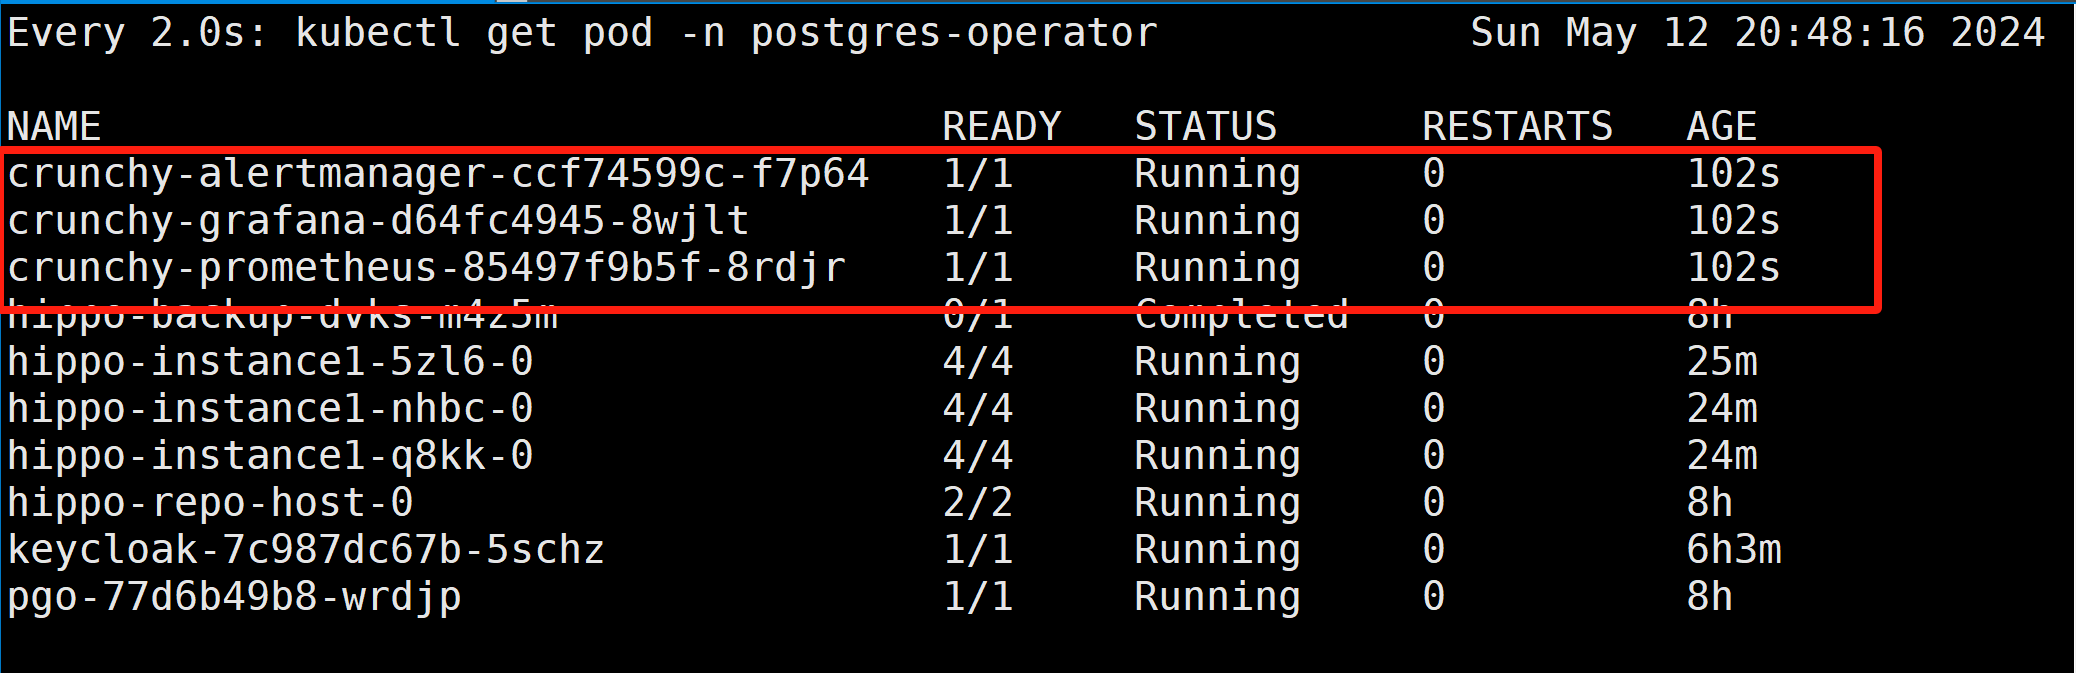 Every 2.0s: kubectl get pod -n postgres-operator Sun May 12 20:48:16 2024
NAME READY STATUS RESTARTS AGE
crunchy-alertmanager-ccf74599c-f7p64 1/1 Running 0 102s
crunchy-grafana-d64fc4945-8wjlt 1/1 Running 0 102s
crunchy-prometheus-85497f9b5f-8rdjr 1/1 Running 0 102s
hippo-backup-dvks-m4z5m 0/1 Completed 0 8h
hippo-instance1-5zl6-0 4/4 Running 0 25m
hippo-instance1-nhbc-0 4/4 Running 0 24m
hippo-instance1-q8kk-0 4/4 Running 0 24m
hippo-repo-host-0 2/2 Running 0 8h
keycloak-7c987dc67b-5schz 1/1 Running 0 6h3m
pgo-77d6b49b8-wrdjp 1/1 Running 0 8h